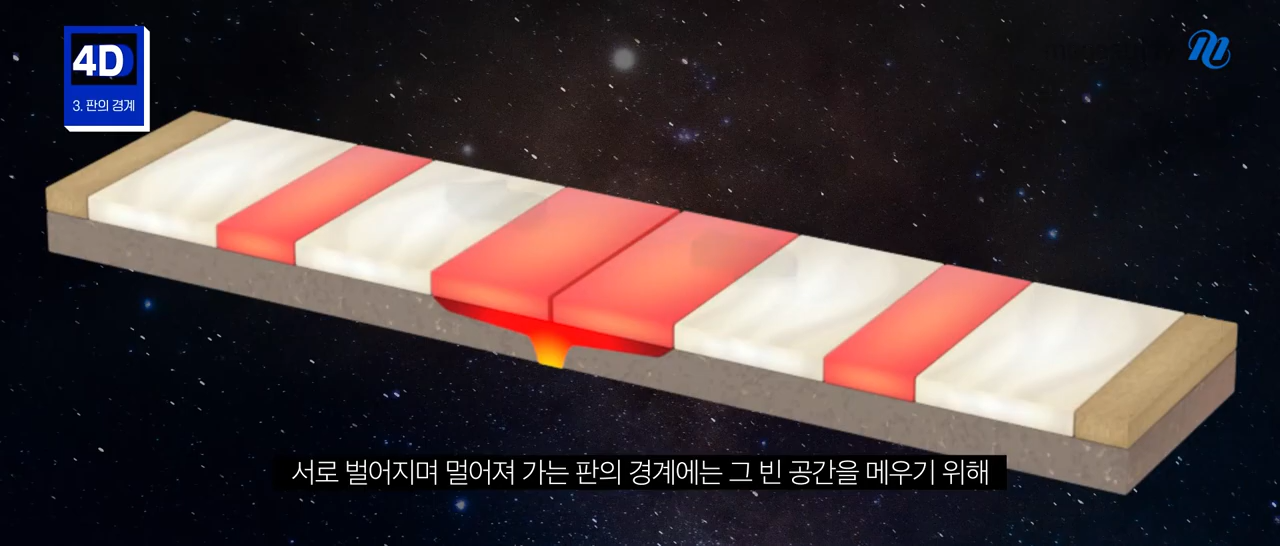 4D
3. 판의 경계
서로 벌어지며 멀어져 가는 판의 경계에는 그 빈 공간을 메우기 위해